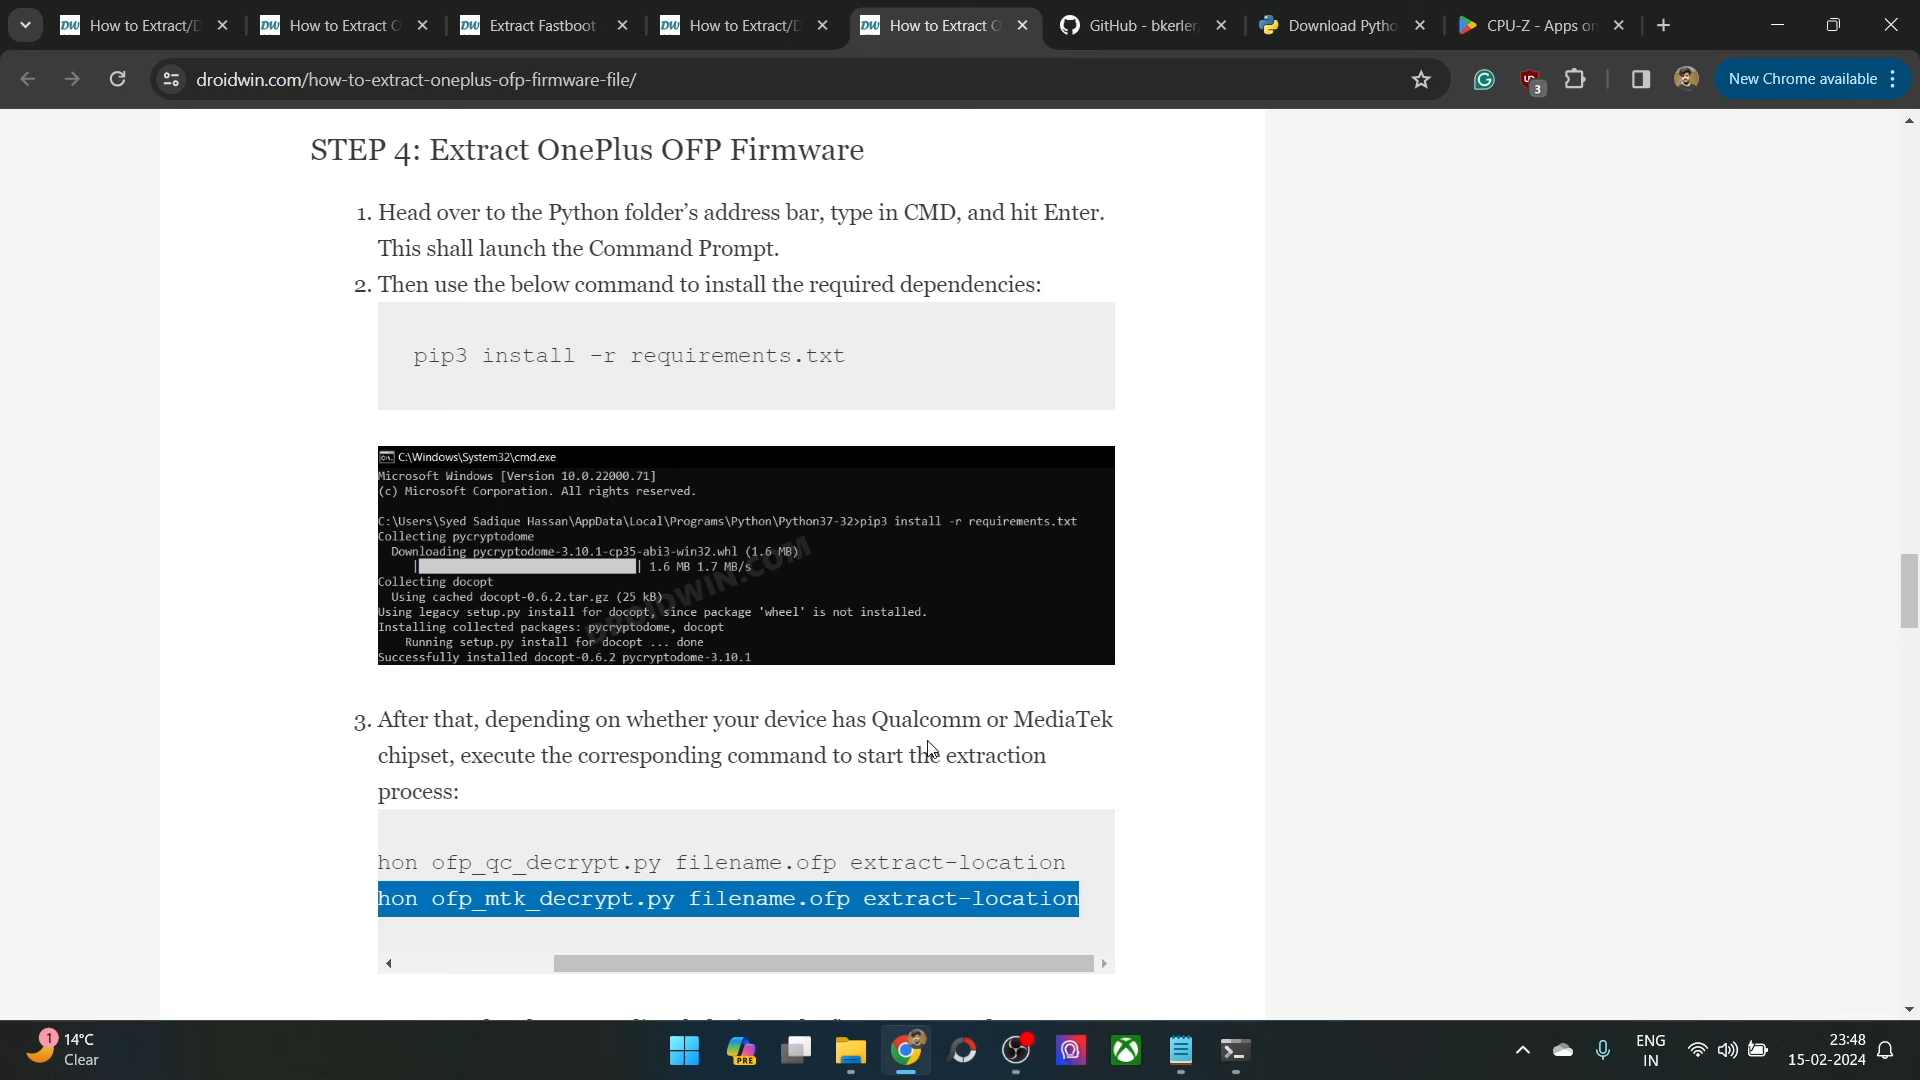 How to Extract/D
How to Extract O
Extract Fastboot
How to Extract/D
How to Extract O
GitHub - bkerler
Download Pytho
CPU-Z - Apps on
droidwin.com/how-to-extract-oneplus-ofp-firmware-file/
3
New Chrome available
STEP 4: Extract OnePlus OFP Firmware
1. Head over to the Python folder’s address bar, type in CMD, and hit Enter.
This shall launch the Command Prompt.
2. Then use the below command to install the required dependencies:
pip3 install -r requirements.txt
C:\Windows\System32\cmd.exe
Microsoft Windows [Version 10.0.22000.71]
(c) Microsoft Corporation. All rights reserved.
C:\Users\Syed Sadique Hassan\AppData\Local\Programs\Python\Python37-32>pip3 install -r requirements.txt
Collecting pycryptodome
Downloading pycryptodome-3.10.1-cp35-abi3-win32.whl (1.6 MB)
| 1.6 MB 1.7 MB/s
Collecting docopt
Using cached docopt-0.6.2.tar.gz (25 kB)
Using legacy setup.py install for docopt, since package 'wheel' is not installed.
Installing collected packages: pycryptodome, docopt
Running setup.py install for docopt ... done
Successfully installed docopt-0.6.2 pycryptodome-3.10.1
DROIDWIN.COM
3. After that, depending on whether your device has Qualcomm or MediaTek
chipset, execute the corresponding command to start the extraction
process:
hon ofp_qc_decrypt.py filename.ofp extract-location
hon ofp_mtk_decrypt.py filename.ofp extract-location
1
14°C
Clear
PRE
ENG
IN
23:48
15-02-2024